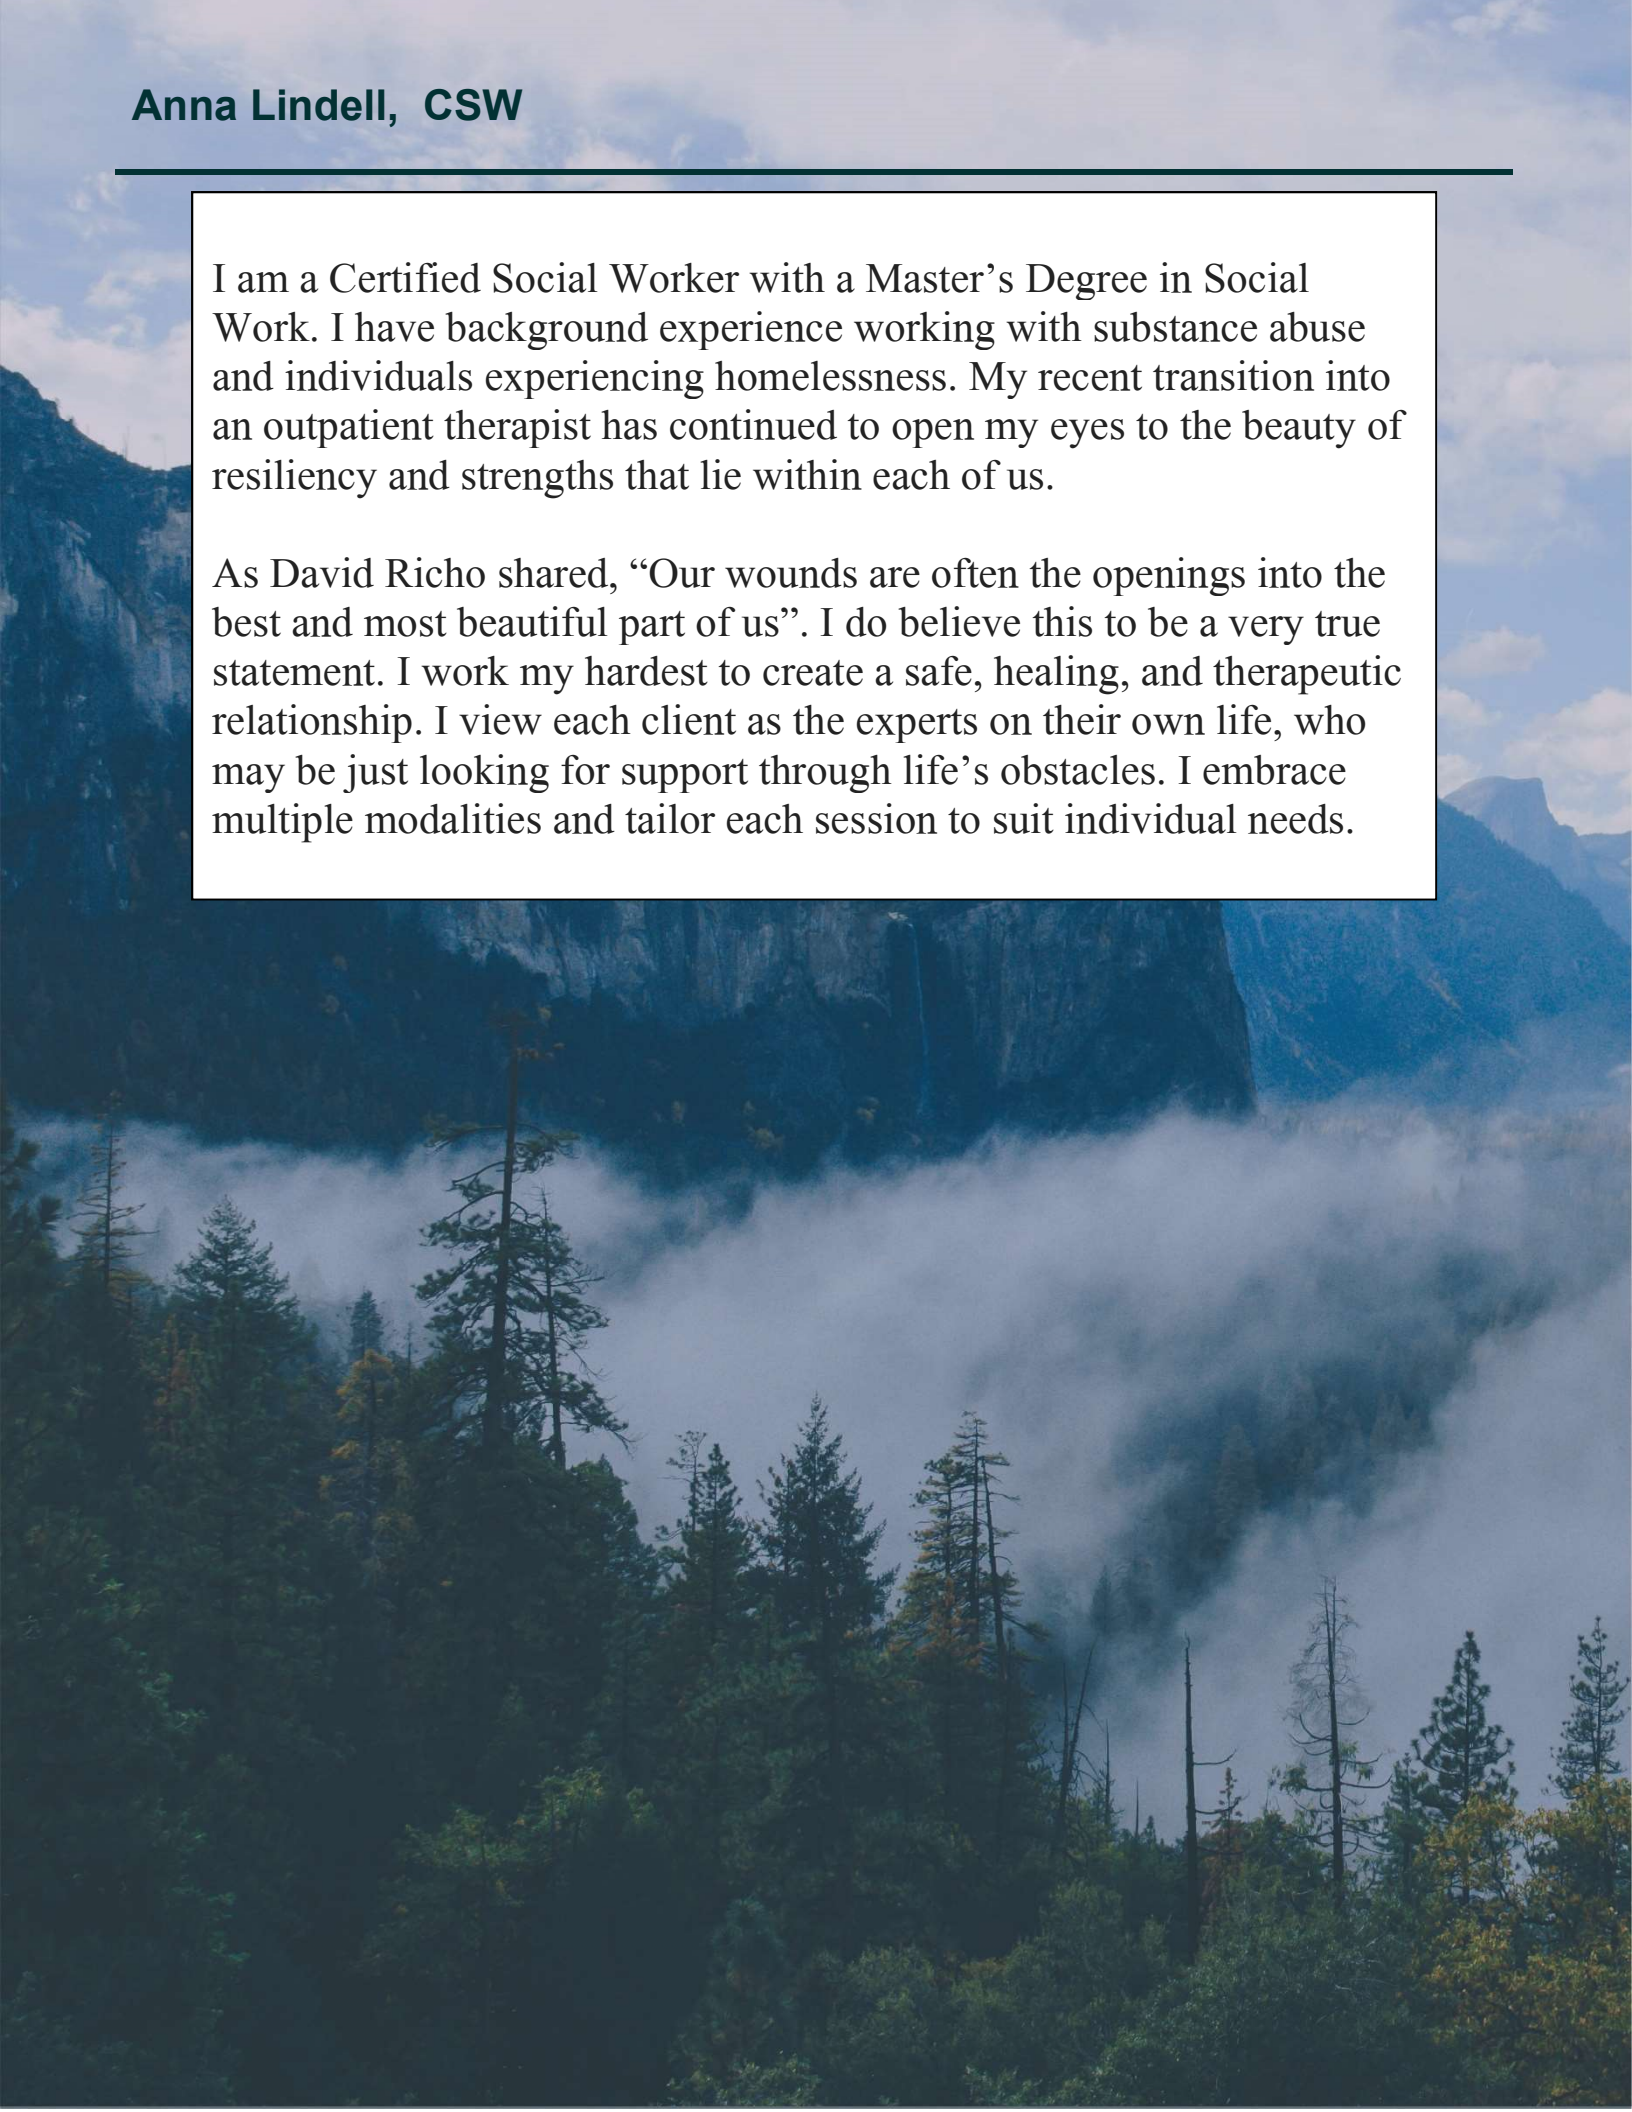 Anna Lindell, CSW
I am a Certified Social Worker with a Master’s Degree in Social
Work. I have background experience working with substance abuse
and individuals experiencing homelessness. My recent transition into
an outpatient therapist has continued to open my eyes to the beauty of
resiliency and strengths that lie within each of us.
As David Richo shared, “Our wounds are often the openings into the
best and most beautiful part of us”. I do believe this to be a very true
statement. I work my hardest to create a safe, healing, and therapeutic
relationship. I view each client as the experts on their own life, who
may be just looking for support through life’s obstacles. I embrace
multiple modalities and tailor each session to suit individual needs.